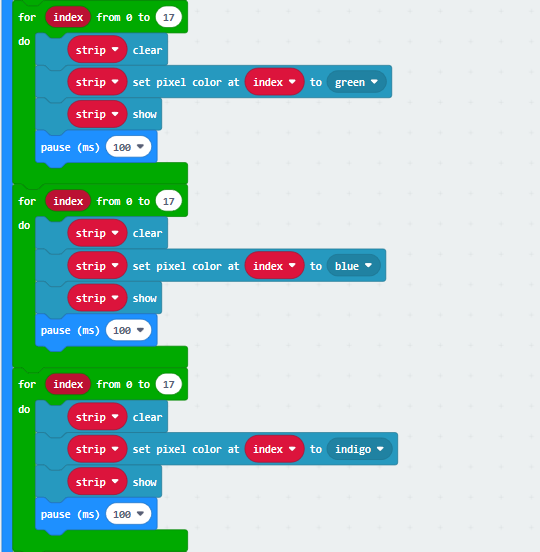 for index from 0 to 17
do
strip clear
strip set pixel color at index to green
strip show
pause (ms) 100
for index from 0 to 17
do
strip clear
strip set pixel color at index to blue
strip show
pause (ms) 100
for index from 0 to 17
do
strip clear
strip set pixel color at index to indigo
strip show
pause (ms) 100